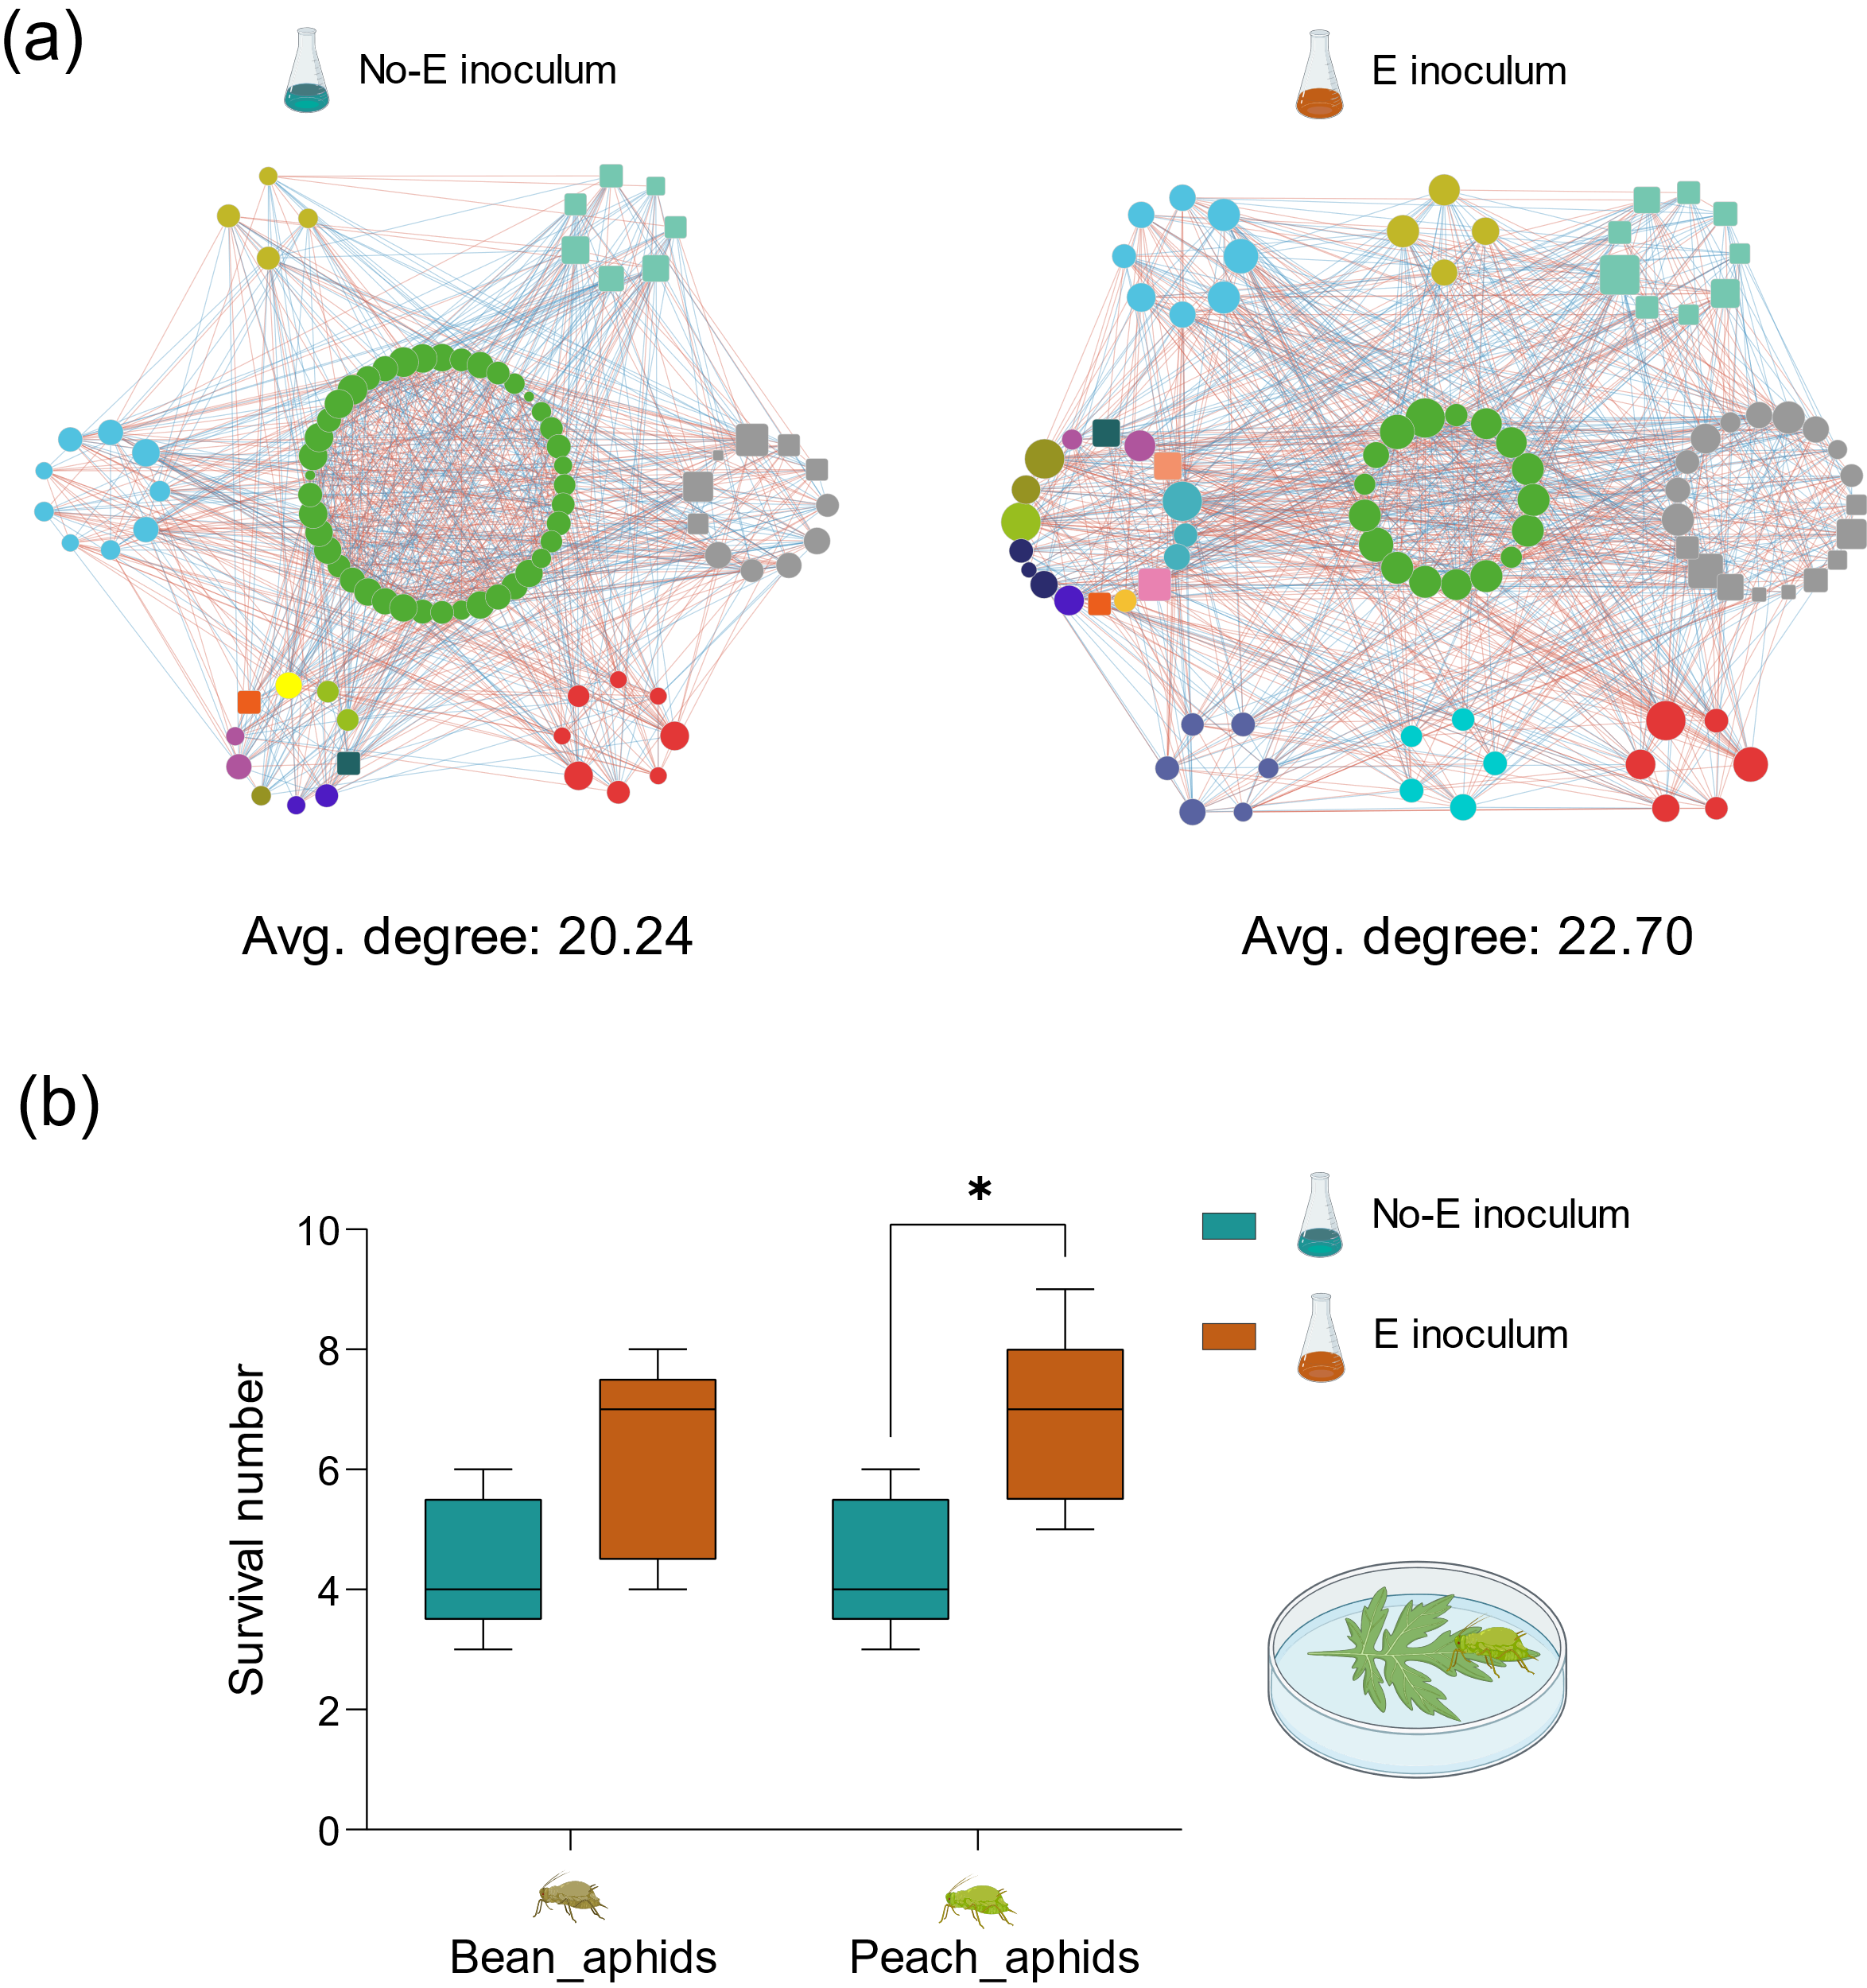 (a)
No-E inoculum
E inoculum
Avg. degree: 20.24
Avg. degree: 22.70
(b)
*
No-E inoculum
E inoculum
Survival number
10
8
6
4
2
0
Bean_aphids
Peach_aphids